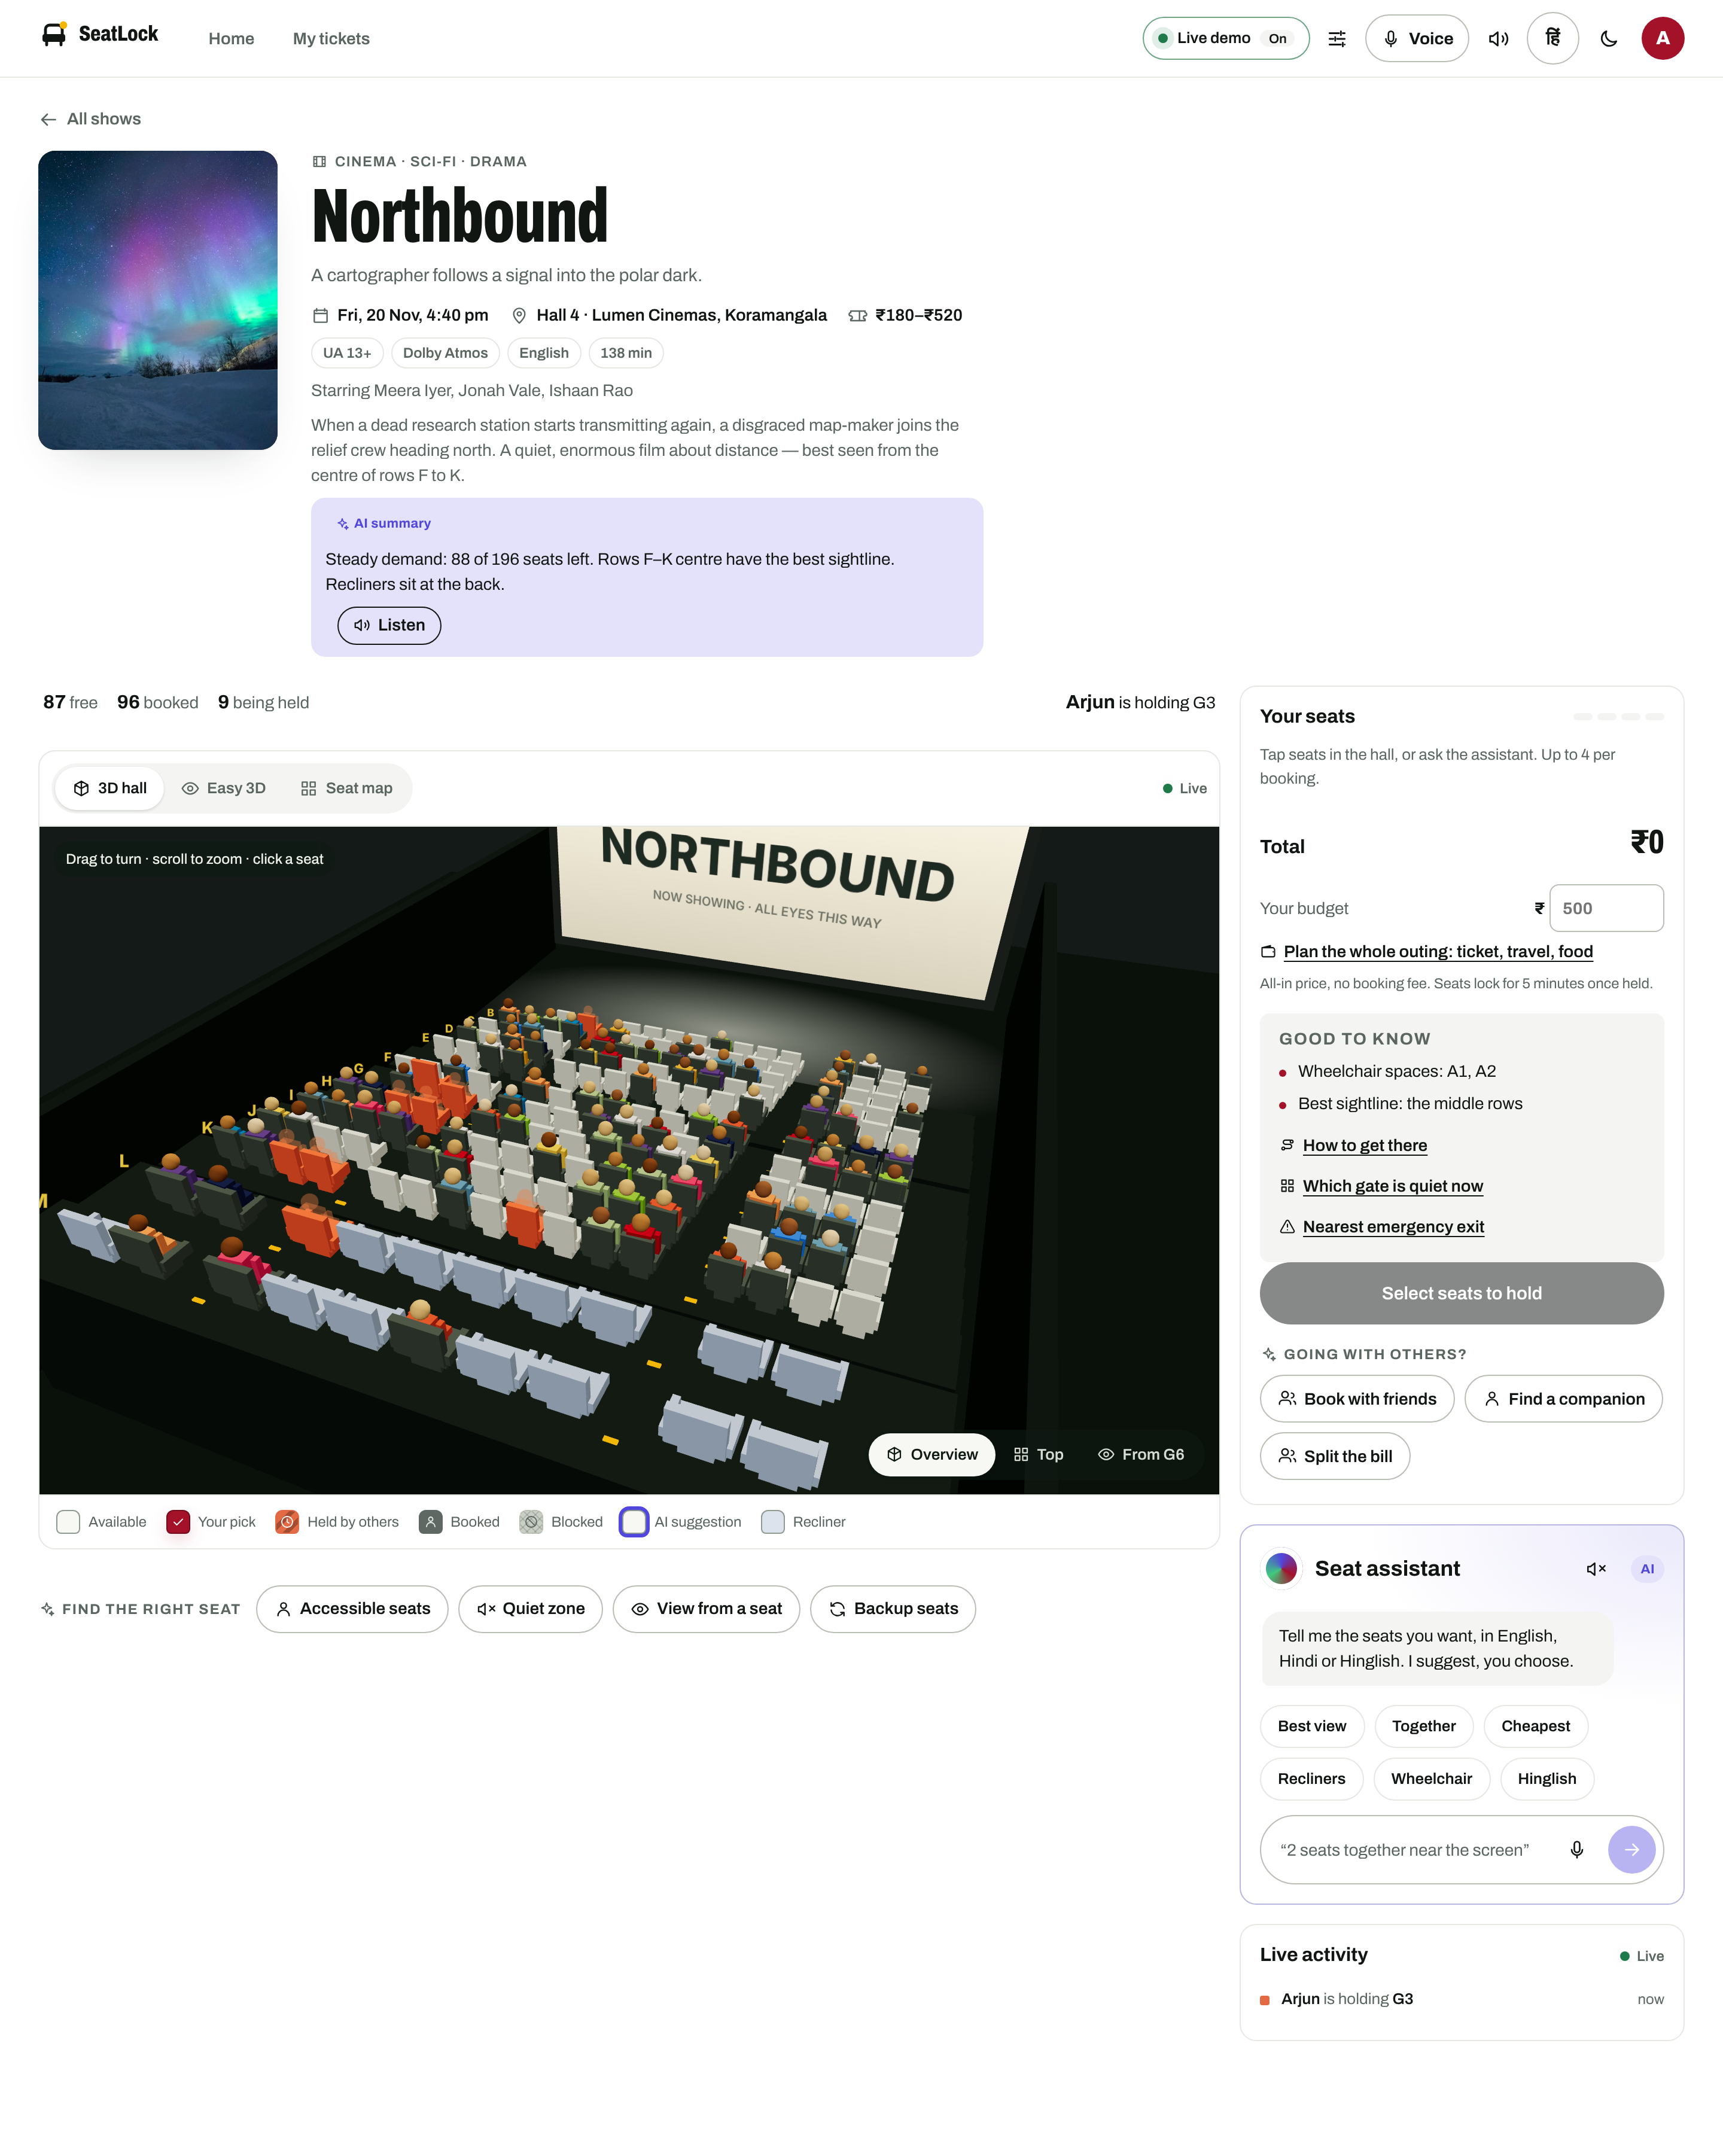 SeatLock
Home
My tickets
Live demo On
Voice
हिं
A
All shows
CINEMA · SCI-FI · DRAMA
Northbound
A cartographer follows a signal into the polar dark.
Fri, 20 Nov, 4:40 pm
Hall 4 · Lumen Cinemas, Koramangala
₹180–₹520
UA 13+
Dolby Atmos
English
138 min
Starring Meera Iyer, Jonah Vale, Ishaan Rao
When a dead research station starts transmitting again, a disgraced map-maker joins the
relief crew heading north. A quiet, enormous film about distance — best seen from the
centre of rows F to K.
AI summary
Steady demand: 88 of 196 seats left. Rows F–K centre have the best sightline.
Recliners sit at the back.
Listen
87 free 96 booked 9 being held
Arjun is holding G3
3D hall
Easy 3D
Seat map
Live
Drag to turn · scroll to zoom · click a seat
NORTHBOUND
NOW SHOWING · ALL EYES THIS WAY
B
D
E
F
G
H
I
J
K
L
M
Overview
Top
From G6
Available
Your pick
Held by others
Booked
Blocked
AI suggestion
Recliner
FIND THE RIGHT SEAT
Accessible seats
Quiet zone
View from a seat
Backup seats
Your seats
Tap seats in the hall, or ask the assistant. Up to 4 per
booking.
Total ₹0
Your budget ₹ 500
Plan the whole outing: ticket, travel, food
All-in price, no booking fee. Seats lock for 5 minutes once held.
GOOD TO KNOW
Wheelchair spaces: A1, A2
Best sightline: the middle rows
How to get there
Which gate is quiet now
Nearest emergency exit
Select seats to hold
GOING WITH OTHERS?
Book with friends
Find a companion
Split the bill
Seat assistant
AI
Tell me the seats you want, in English,
Hindi or Hinglish. I suggest, you choose.
Best view
Together
Cheapest
Recliners
Wheelchair
Hinglish
“2 seats together near the screen”
Live activity
Live
Arjun is holding G3
now